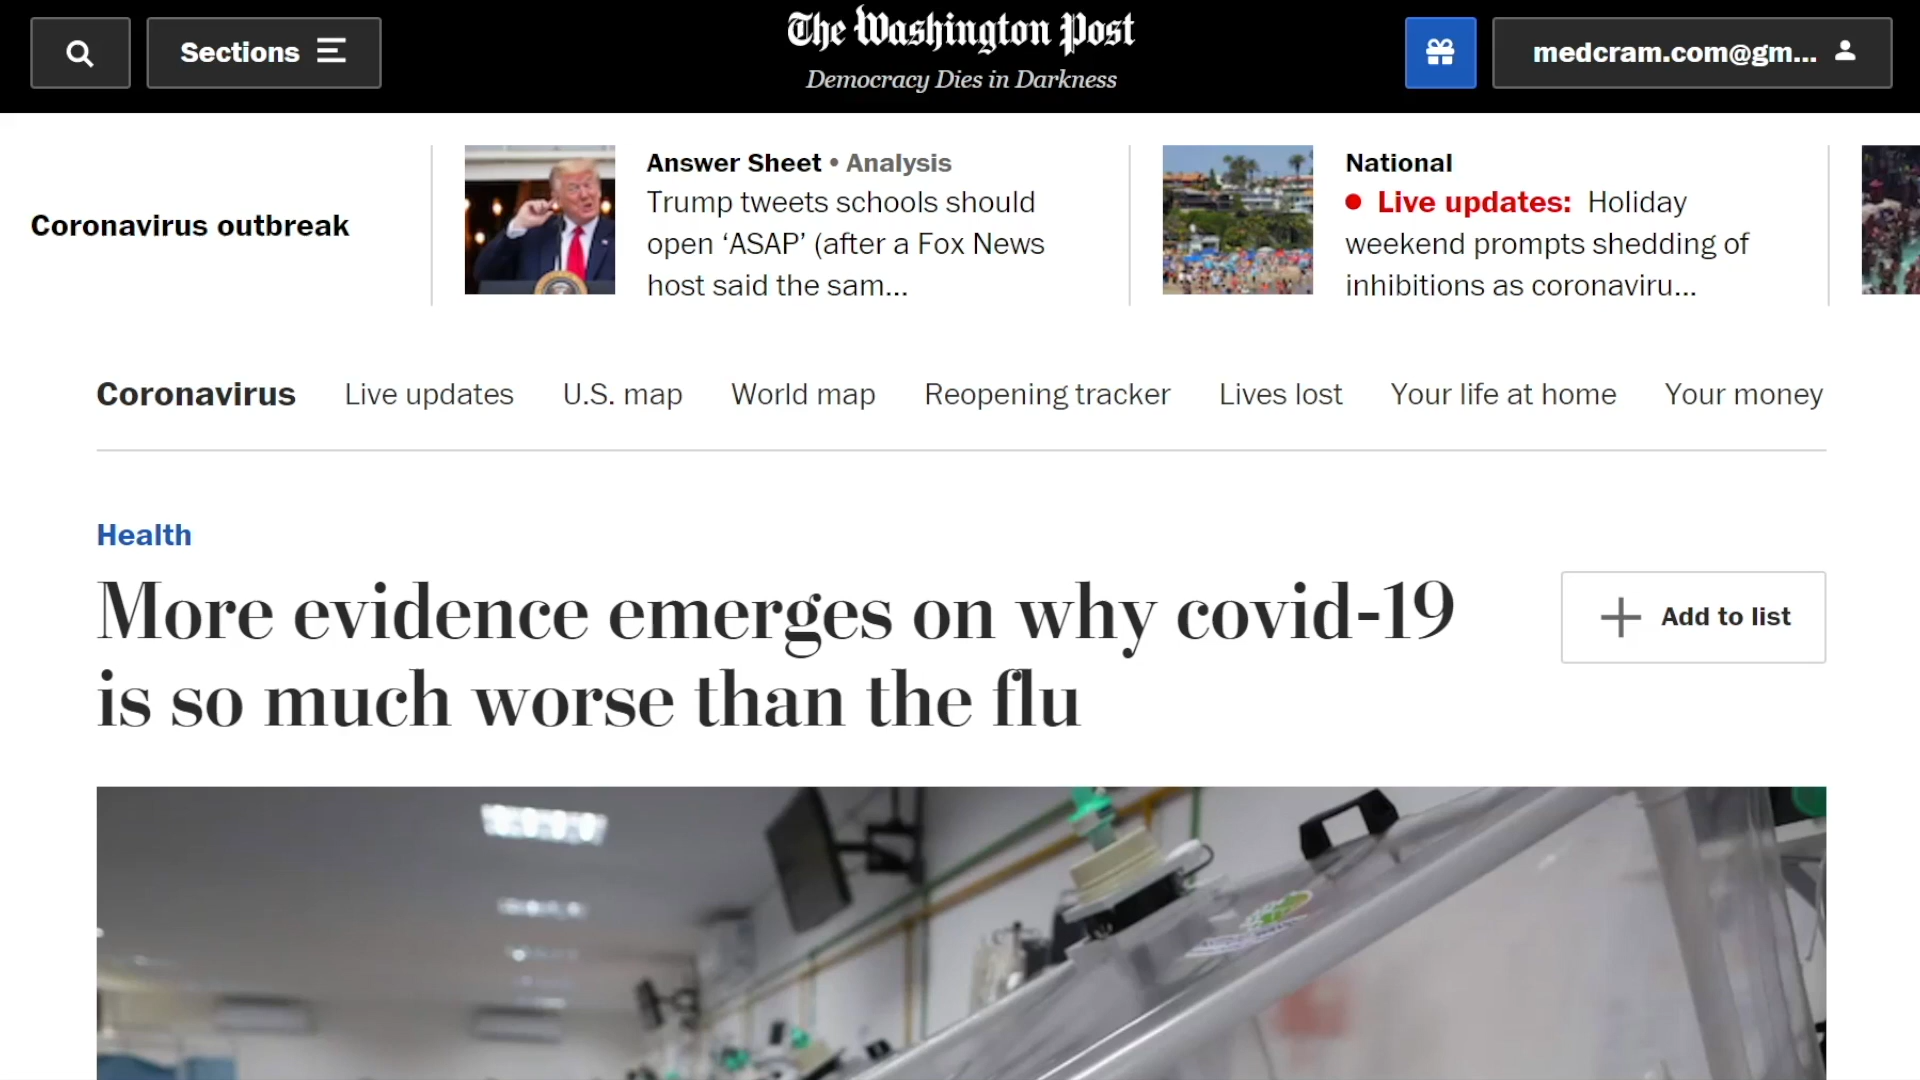 Sections
The Washington Post
Democracy Dies in Darkness
medcram.com@gm...
Coronavirus outbreak
Answer Sheet • Analysis
Trump tweets schools should
open ‘ASAP’ (after a Fox News
host said the sam...
National
Live updates: Holiday
weekend prompts shedding of
inhibitions as coronaviru...
Coronavirus Live updates U.S. map World map Reopening tracker Lives lost Your life at home Your money
Health
More evidence emerges on why covid-19
is so much worse than the flu
Add to list